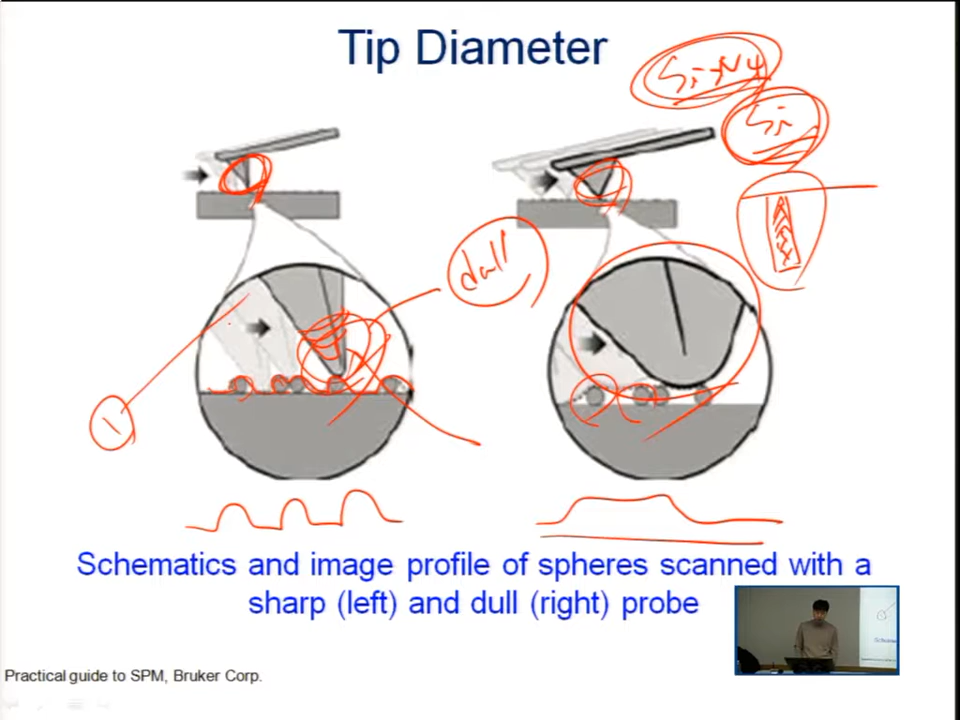 Tip Diameter
Si3N4
Si
dull
1
Schematics and image profile of spheres scanned with a
sharp (left) and dull (right) probe
Practical guide to SPM, Bruker Corp.